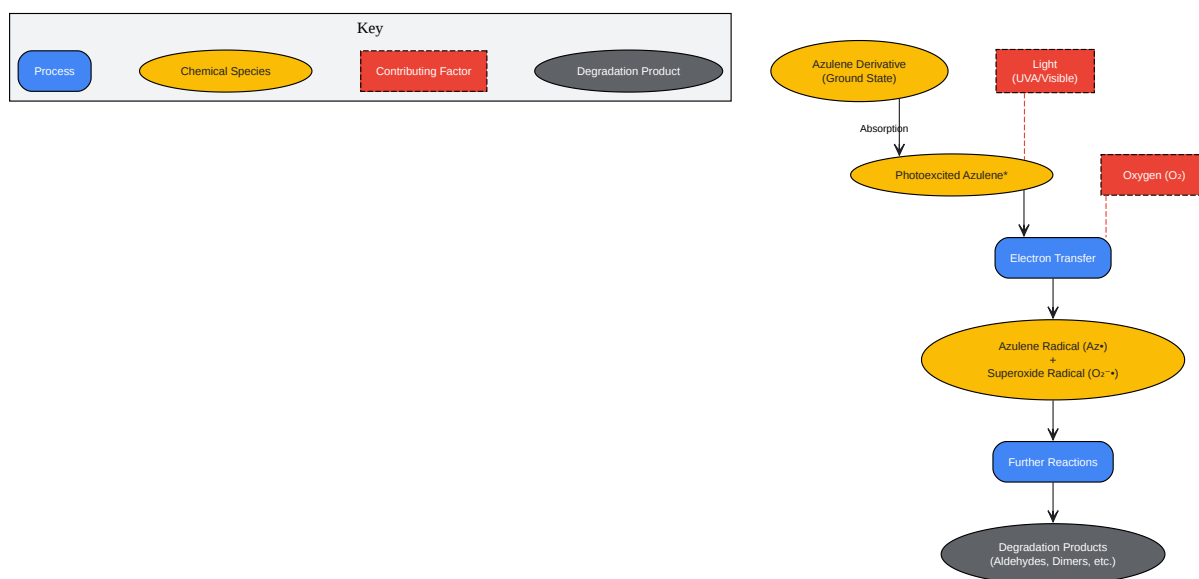 Key
Process
Chemical Species
Contributing Factor
Degradation Product
Azulene Derivative
(Ground State)
Light
(UVA/Visible)
Absorption
Photoexcited Azulene*
Oxygen (O₂)
Electron Transfer
Azulene Radical (Az•)
+
Superoxide Radical (O₂⁻•)
Further Reactions
Degradation Products
(Aldehydes, Dimers, etc.)